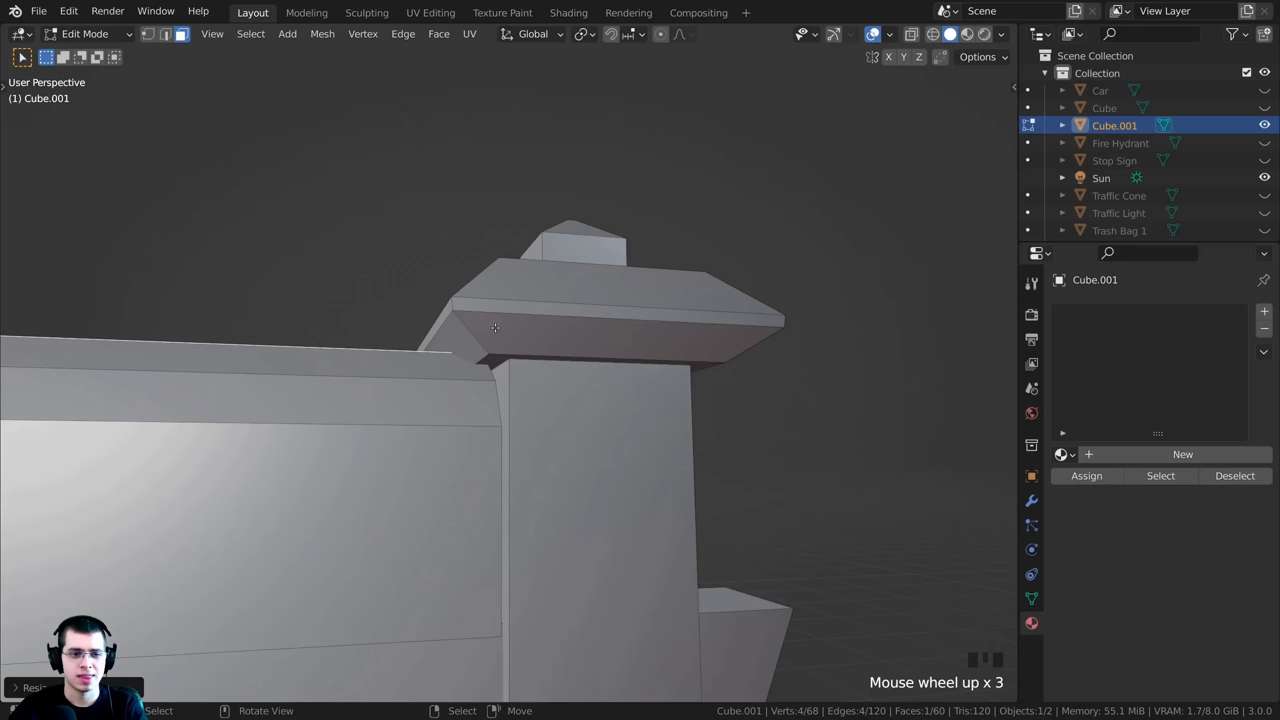 File Edit Render Window Help Layout Modeling Sculpting UV Editing Texture Paint Shading Rendering Compositing + Scene View Layer
Edit Mode View Select Add Mesh Vertex Edge Face UV Global
X Y Z Options
User Perspective
(1) Cube.001
Scene Collection
Collection
Car
Cube
Cube.001
Fire Hydrant
Stop Sign
Sun
Traffic Cone
Traffic Light
Trash Bag 1
Cube.001
New
Assign Select Deselect
Mouse wheel up x 3
Rotate View Select Move Cube.001 | Verts:4/68 | Edges:4/120 | Faces:1/60 | Tris:120 | Objects:1/2 | Memory: 55.1 MiB | VRAM: 1.7/8.0 GiB | 3.0.0